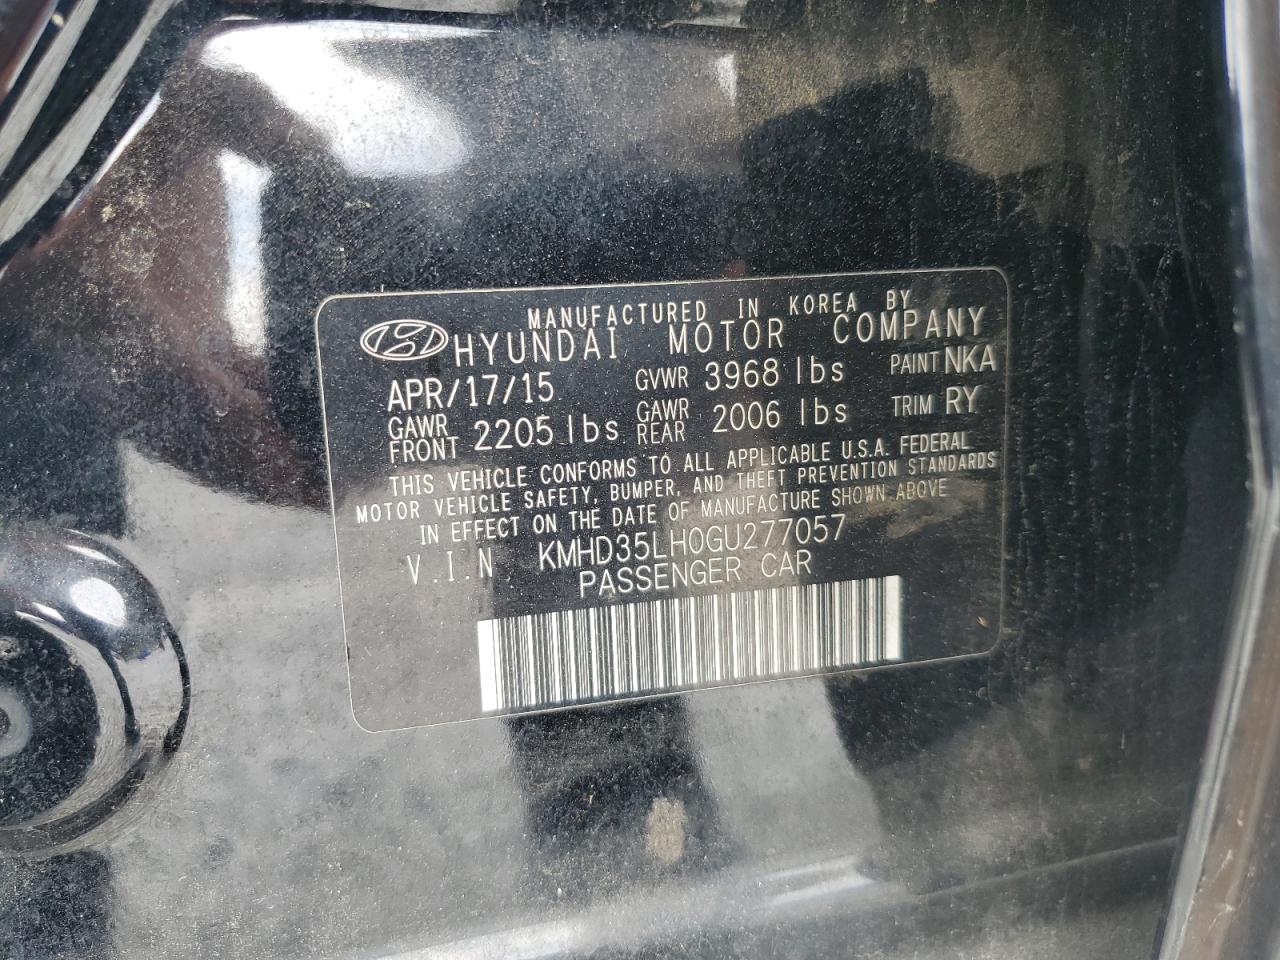 MANUFACTURED IN KOREA BY
HYUNDAI MOTOR COMPANY
APR/17/15 GVWR 3968 lbs PAINT NKA
GAWR FRONT 2205 lbs GAWR REAR 2006 lbs TRIM RY
THIS VEHICLE CONFORMS TO ALL APPLICABLE U.S.A. FEDERAL
MOTOR VEHICLE SAFETY, BUMPER, AND THEFT PREVENTION STANDARDS
IN EFFECT ON THE DATE OF MANUFACTURE SHOWN ABOVE
V.I.N. KMHD35LH0GU277057
PASSENGER CAR